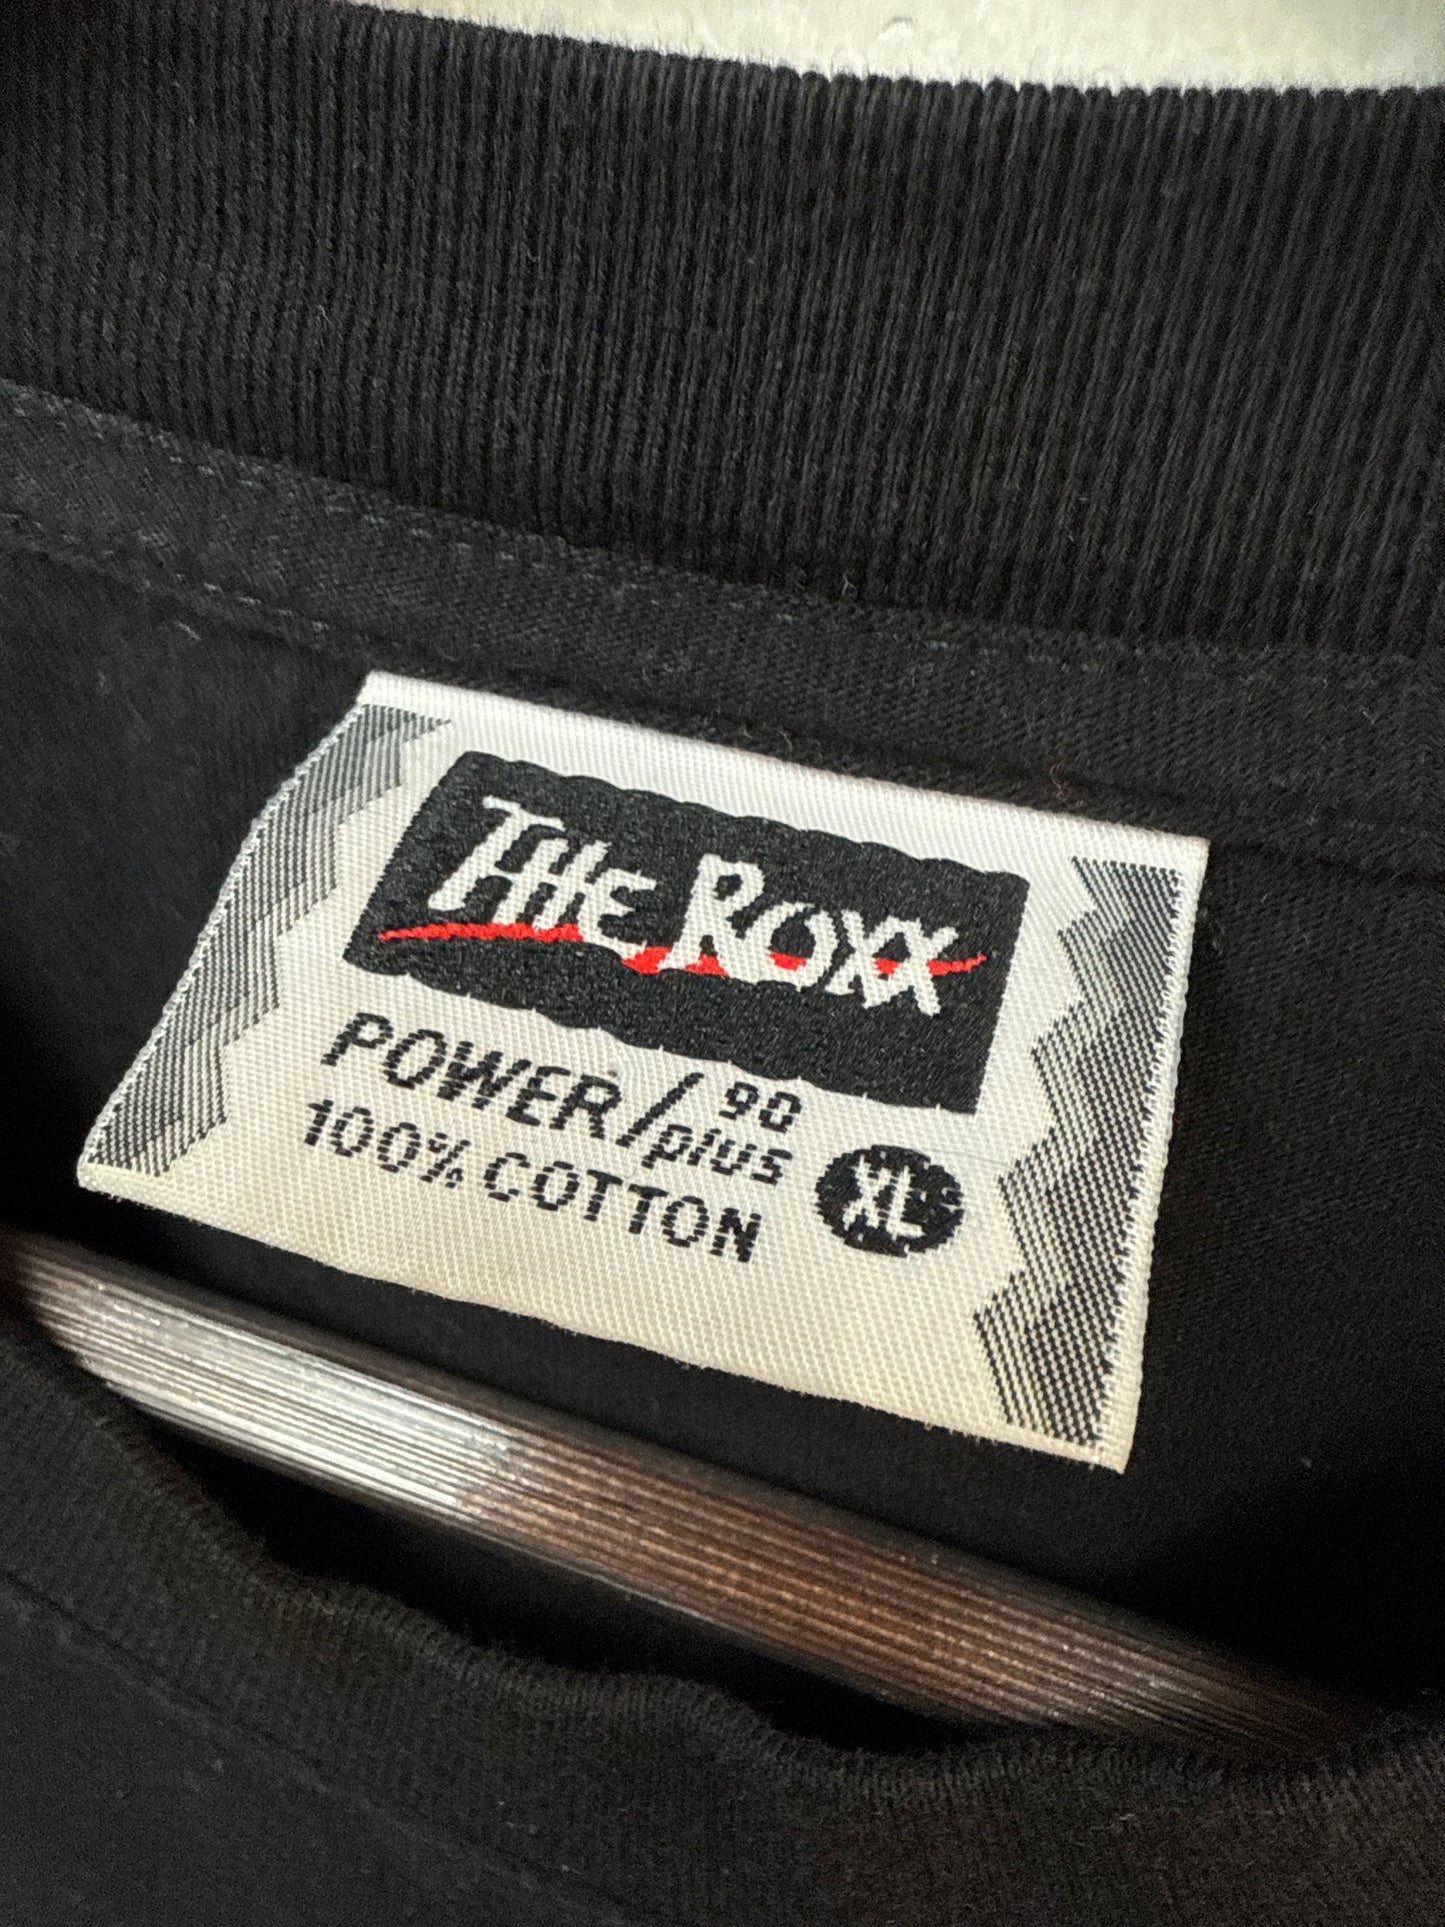 THE ROXX
POWER/90 plus
100% COTTON
XL